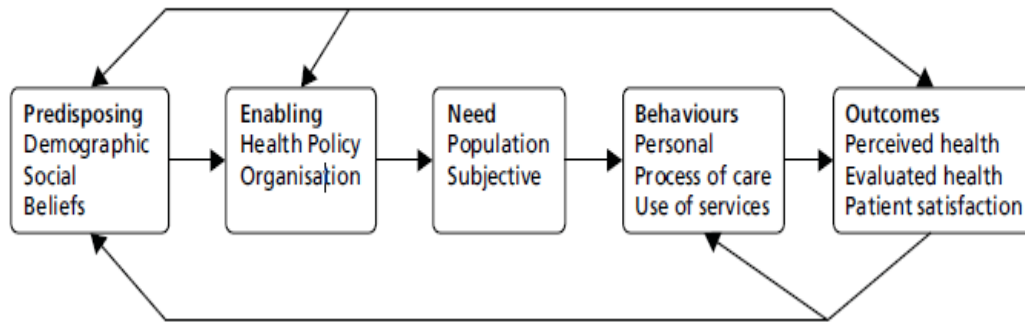 Predisposing
Demographic
Social
Beliefs
Enabling
Health Policy
Organisation
Need
Population
Subjective
Behaviours
Personal
Process of care
Use of services
Outcomes
Perceived health
Evaluated health
Patient satisfaction